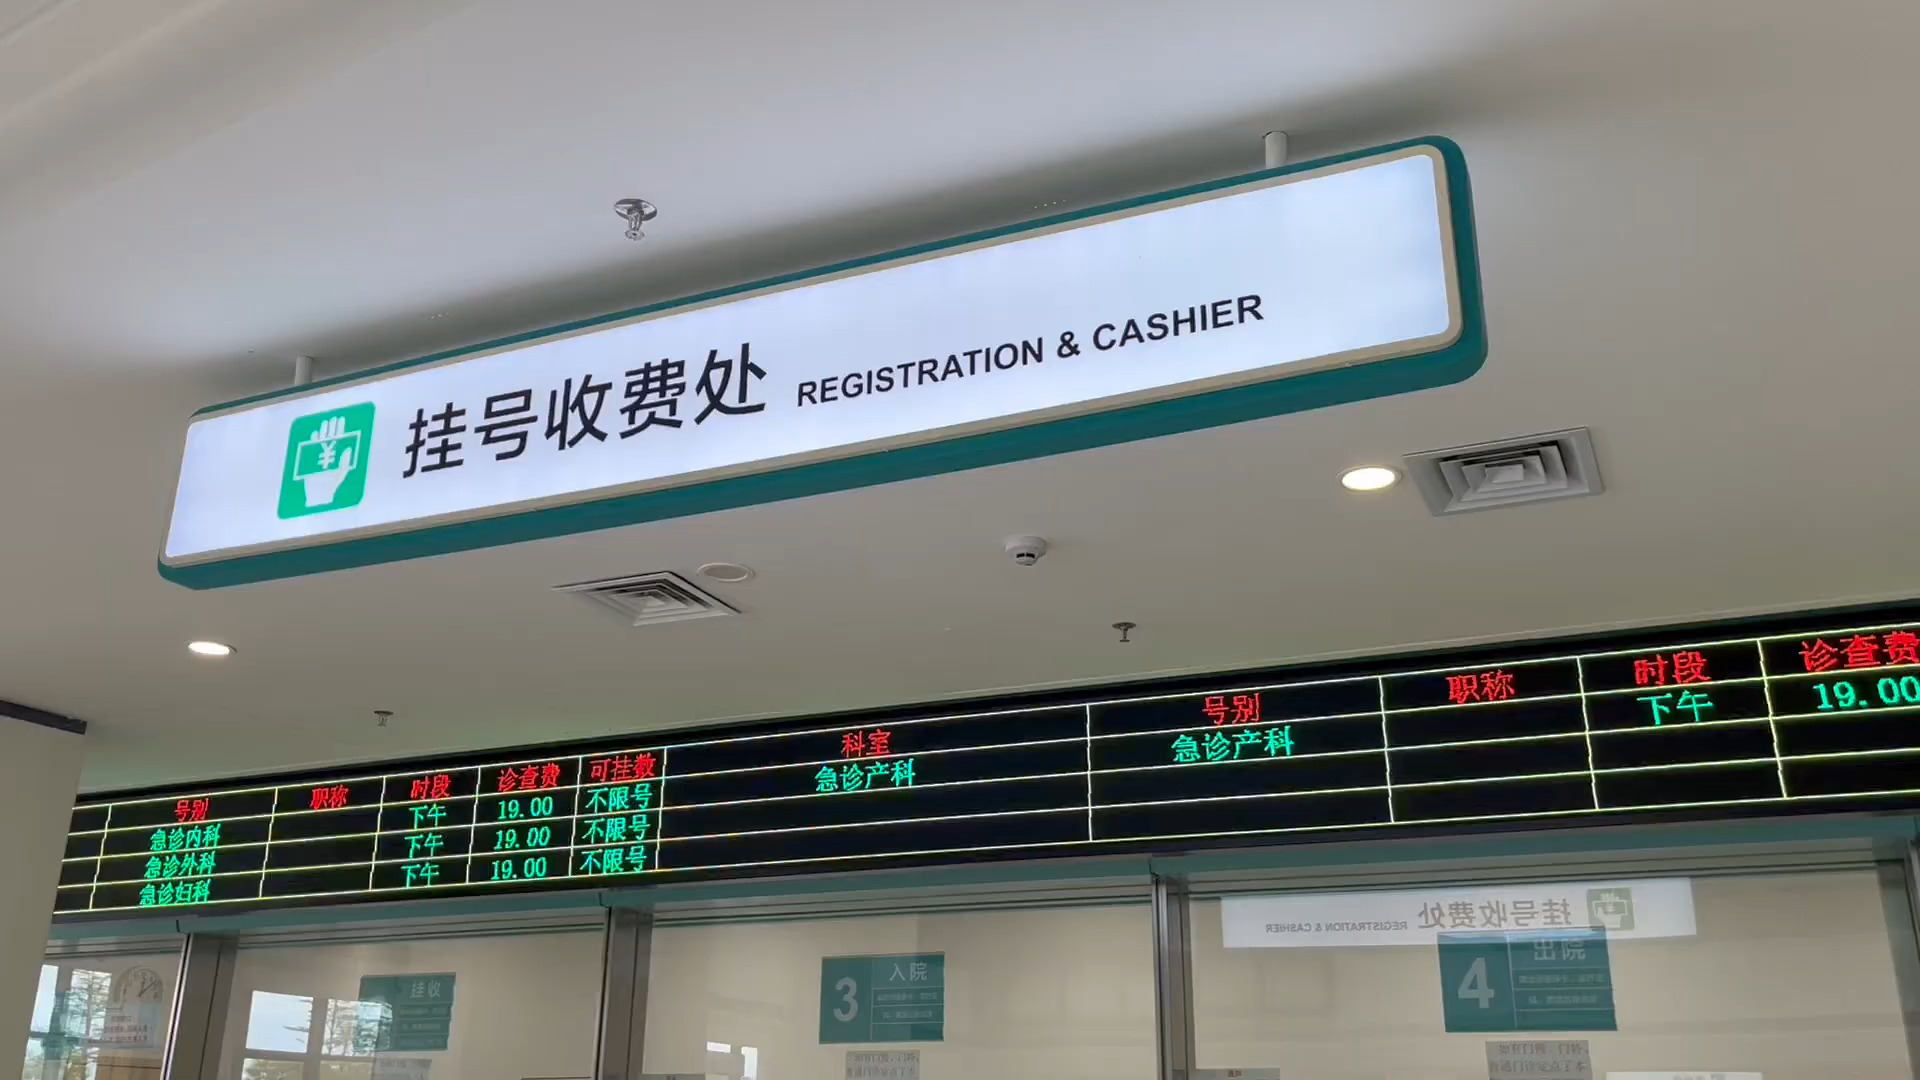 挂号收费处 REGISTRATION & CASHIER
¥
号别 职称 时段 诊查费 可挂数 科室 号别 职称 时段 诊查费
急诊内科 下午 19.00 不限号 急诊产科 急诊产科 下午 19.00
急诊外科 下午 19.00 不限号
急诊妇科 下午 19.00 不限号
挂号收费处 REGISTRATION & CASHIER
挂收
3 入院
4 出院